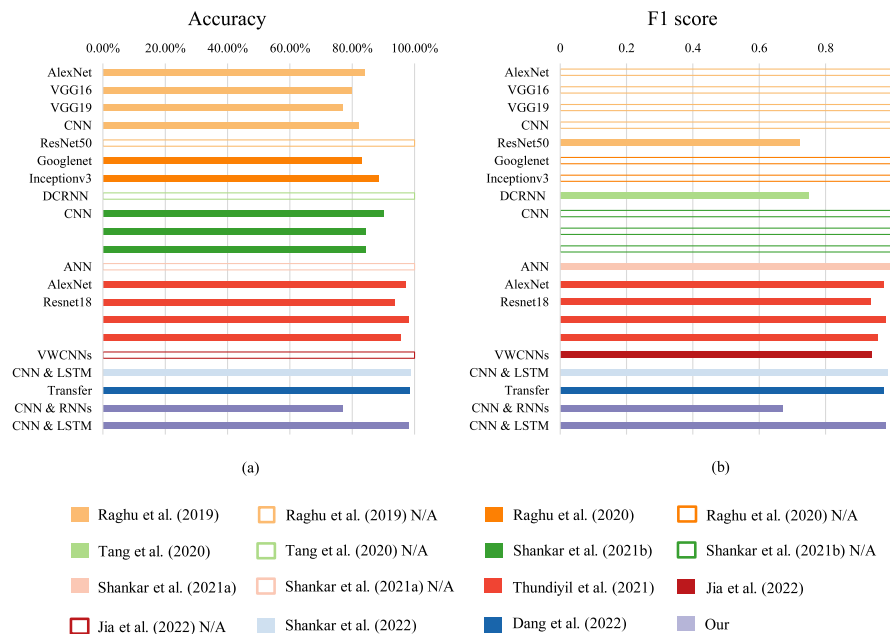 Accuracy
0.00% 20.00% 40.00% 60.00% 80.00% 100.00%
AlexNet
VGG16
VGG19
CNN
ResNet50
Googlenet
Inceptionv3
DCRNN
CNN
ANN
AlexNet
Resnet18
VWCNNs
CNN & LSTM
Transfer
CNN & RNNs
CNN & LSTM
(a)
F1 score
0 0.2 0.4 0.6 0.8
AlexNet
VGG16
VGG19
CNN
ResNet50
Googlenet
Inceptionv3
DCRNN
CNN
ANN
AlexNet
Resnet18
VWCNNs
CNN & LSTM
Transfer
CNN & RNNs
CNN & LSTM
(b)
Raghu et al. (2019) Raghu et al. (2019) N/A Raghu et al. (2020) Raghu et al. (2020) N/A
Tang et al. (2020) Tang et al. (2020) N/A Shankar et al. (2021b) Shankar et al. (2021b) N/A
Shankar et al. (2021a) Shankar et al. (2021a) N/A Thundiyil et al. (2021) Jia et al. (2022)
Jia et al. (2022) N/A Shankar et al. (2022) Dang et al. (2022) Our